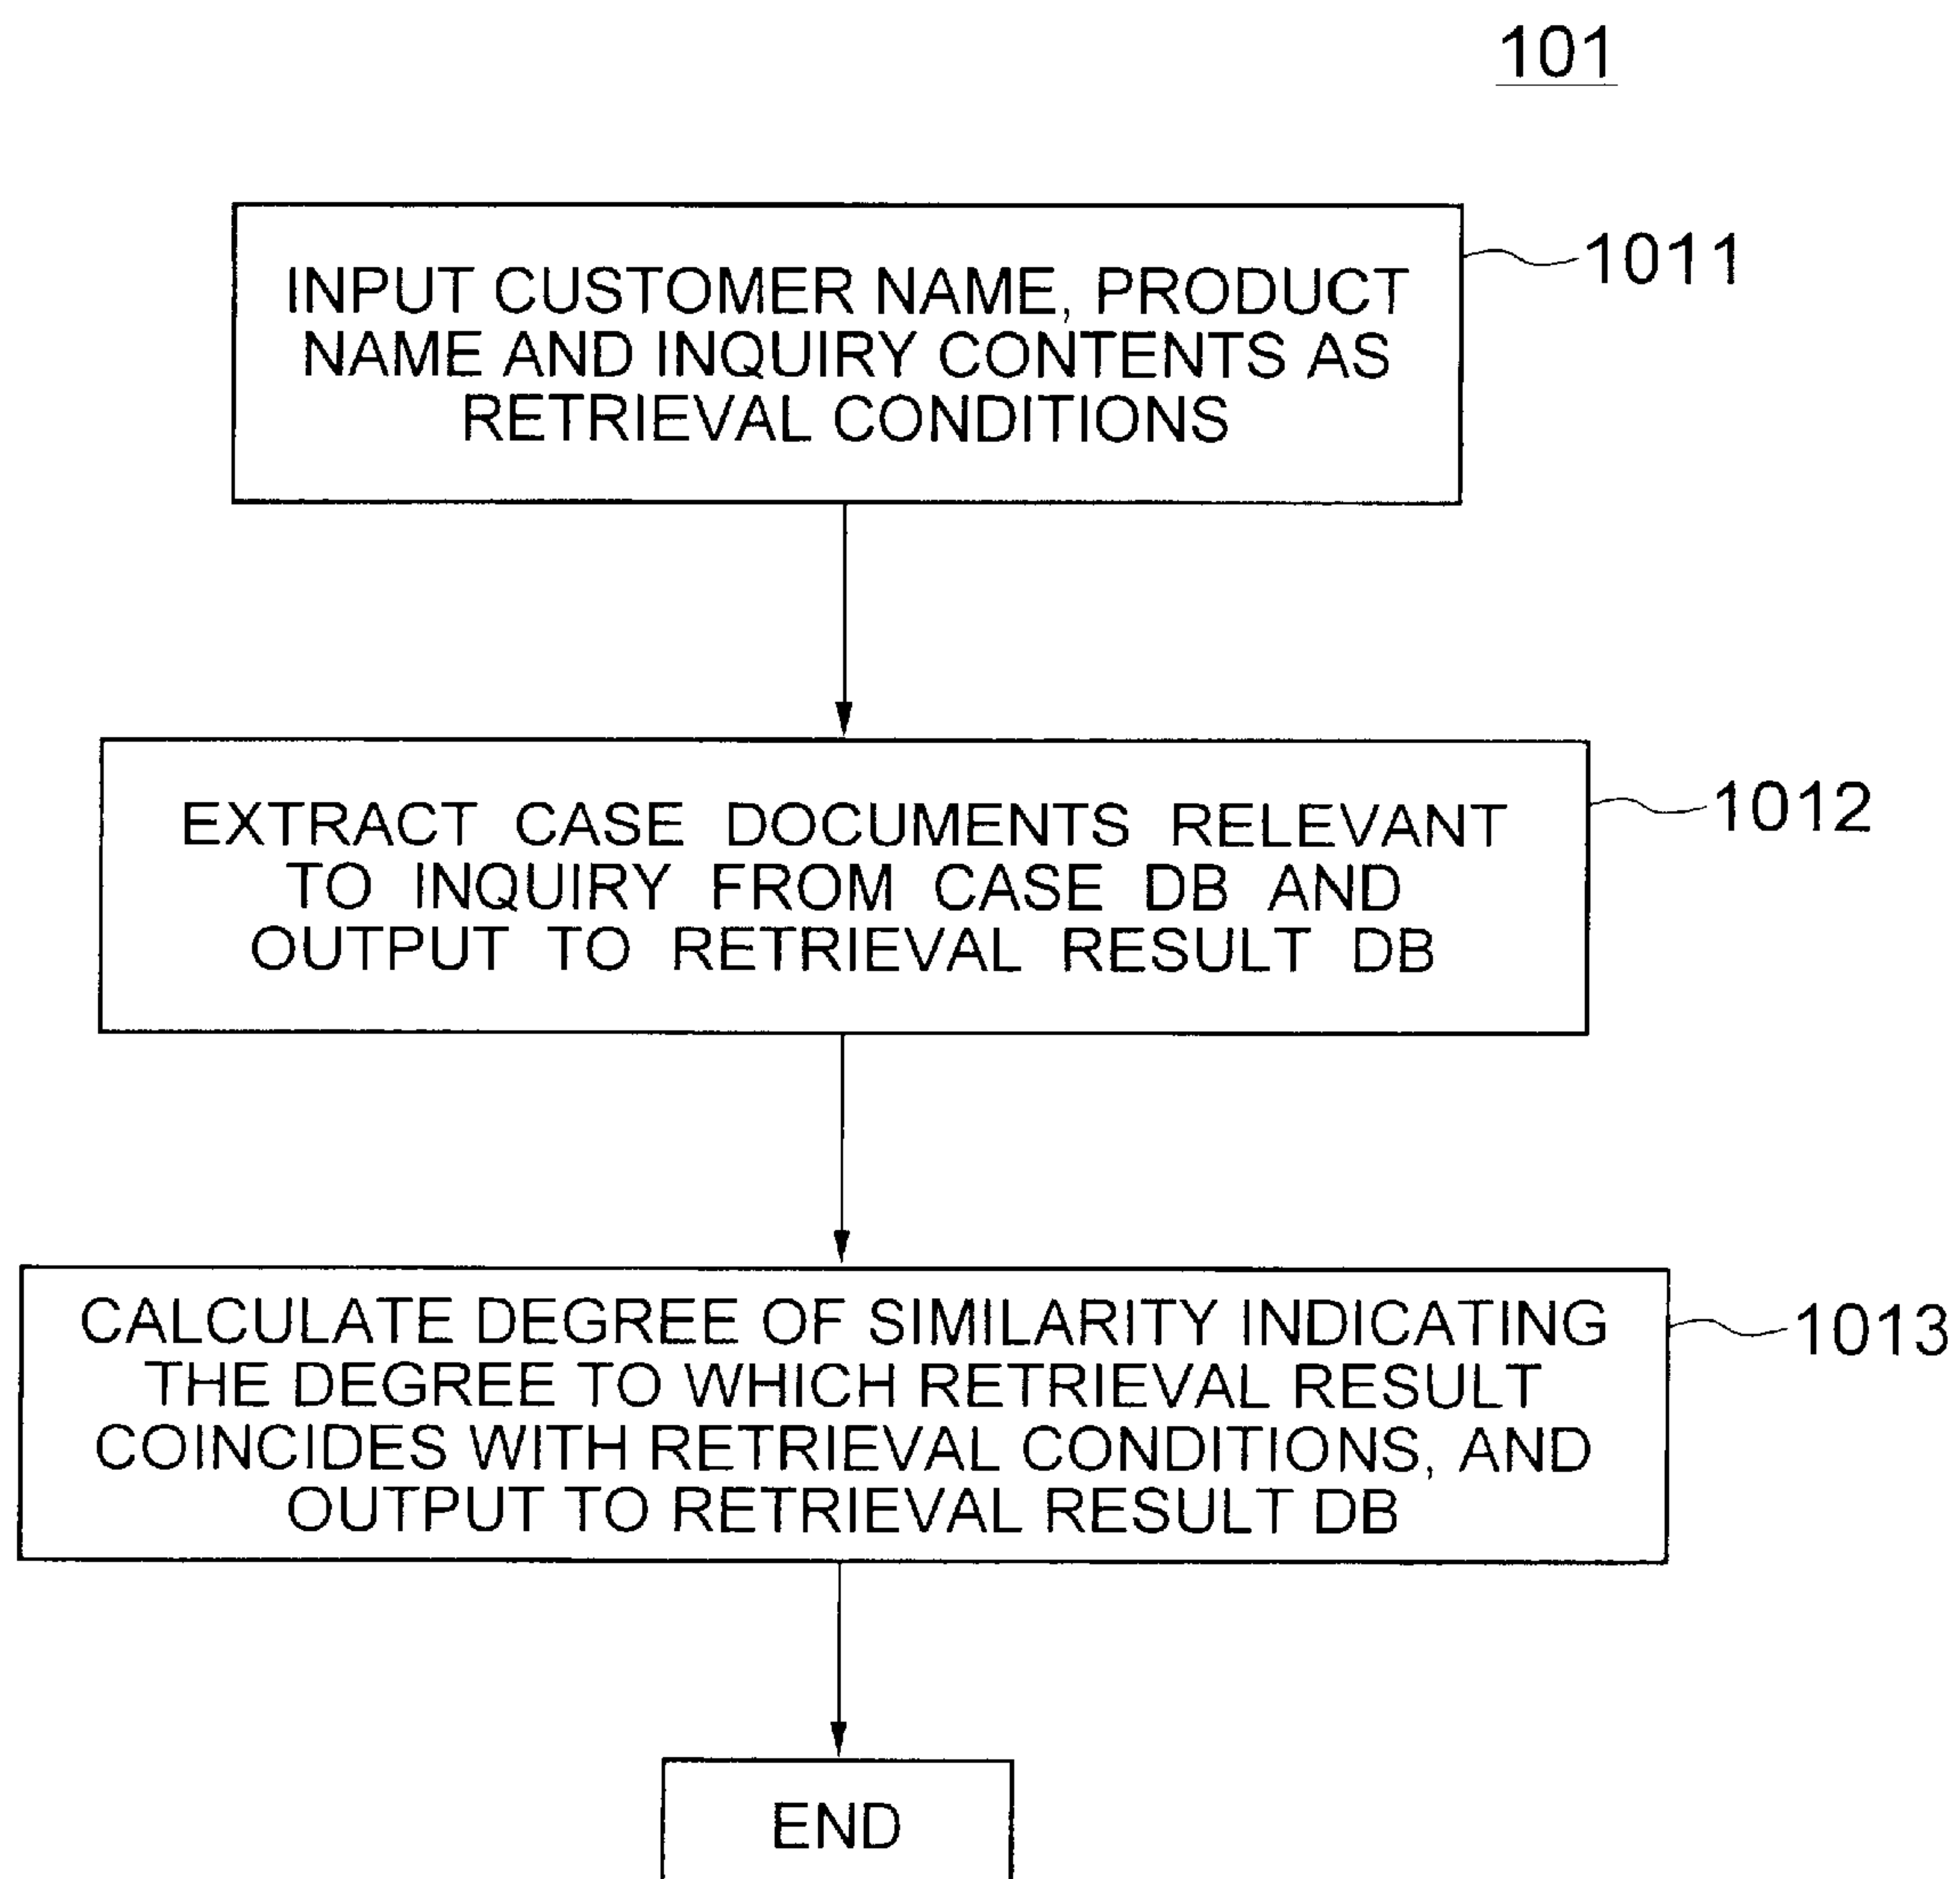 101
INPUT CUSTOMER NAME, PRODUCT
NAME AND INQUIRY CONTENTS AS
RETRIEVAL CONDITIONS
1011
EXTRACT CASE DOCUMENTS RELEVANT
TO INQUIRY FROM CASE DB AND
OUTPUT TO RETRIEVAL RESULT DB
1012
CALCULATE DEGREE OF SIMILARITY INDICATING
THE DEGREE TO WHICH RETRIEVAL RESULT
COINCIDES WITH RETRIEVAL CONDITIONS, AND
OUTPUT TO RETRIEVAL RESULT DB
1013
END